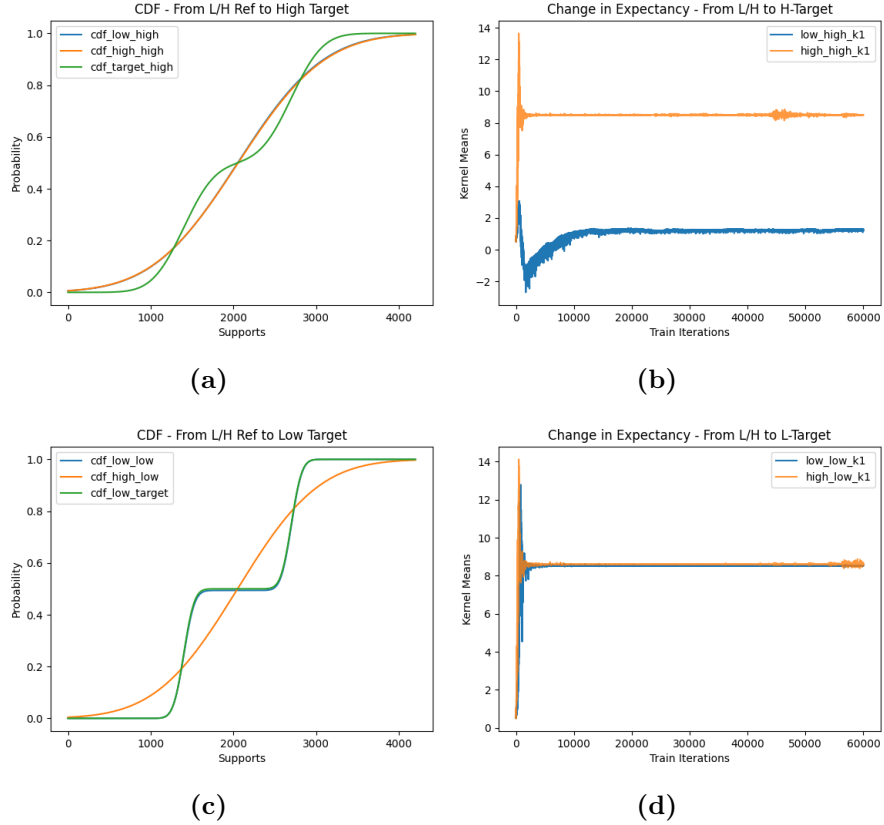 CDF - From L/H Ref to High Target
cdf_low_high
cdf_high_high
cdf_target_high
1.0
0.8
0.6
0.4
0.2
0.0
Probability
0 1000 2000 3000 4000
Supports
(a)
Change in Expectancy - From L/H to H-Target
low_high_k1
high_high_k1
14
12
10
8
6
4
2
0
−2
Kernel Means
0 10000 20000 30000 40000 50000 60000
Train Iterations
(b)
CDF - From L/H Ref to Low Target
cdf_low_low
cdf_high_low
cdf_low_target
1.0
0.8
0.6
0.4
0.2
0.0
Probability
0 1000 2000 3000 4000
Supports
(c)
Change in Expectancy - From L/H to L-Target
low_low_k1
high_low_k1
14
12
10
8
6
4
2
0
Kernel Means
0 10000 20000 30000 40000 50000 60000
Train Iterations
(d)